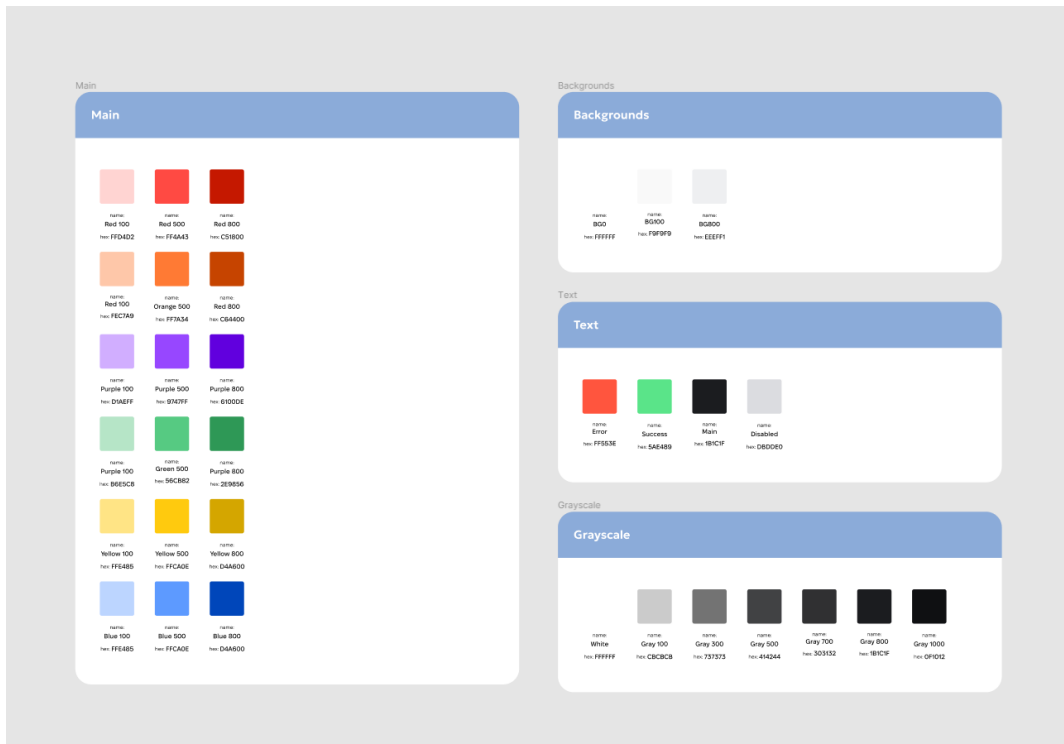 Main
Main
name:
name:
name:
Red 100
Red 500
Red 800
hex: FFD4D2
hex: FF4A43
hex: C51800
name:
name:
name:
Red 100
Orange 500
Red 800
hex: FEC7A9
hex: FF7A34
hex: C64400
name:
name:
name:
Purple 100
Purple 500
Purple 800
hex: D1AEFF
hex: 9747FF
hex: 6100DE
name:
name:
name:
Purple 100
Green 500
Purple 800
hex: B6E5C8
hex: 56CB82
hex: 2E9856
name:
name:
name:
Yellow 100
Yellow 500
Yellow 800
hex: FFE485
hex: FFCA0E
hex: D4A600
name:
name:
name:
Blue 100
Blue 500
Blue 800
hex: FFE485
hex: FFCA0E
hex: D4A600
Backgrounds
Backgrounds
name:
name:
name:
BG0
BG100
BG800
hex: FFFFFF
hex: F9F9F9
hex: EEEFF1
Text
Text
name:
name:
name:
name:
Error
Success
Main
Disabled
hex: FF553E
hex: 5AE489
hex: 1B1C1F
hex: DBDDE0
Grayscale
Grayscale
name:
name:
name:
name:
name:
name:
name:
White
Gray 100
Gray 300
Gray 500
Gray 700
Gray 800
Gray 1000
hex: FFFFFF
hex: CBCBCB
hex: 737373
hex: 414244
hex: 303132
hex: 1B1C1F
hex: 0F1012